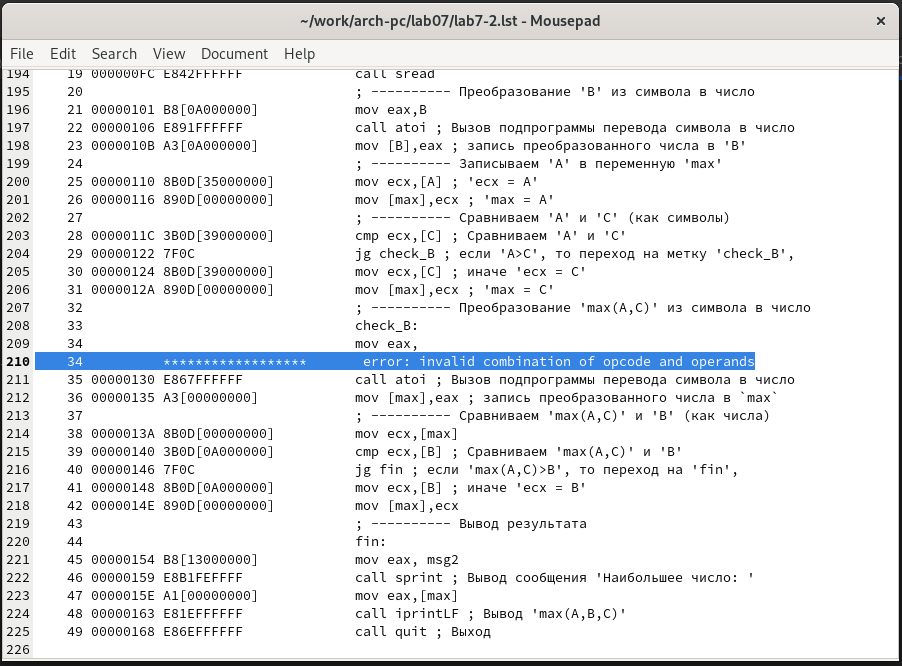 ~/work/arch-pc/lab07/lab7-2.lst - Mousepad
File Edit Search View Document Help
194 19 000000FC E842FFFFFF call sread
195 20 ; ---------- Преобразование 'B' из символа в число
196 21 00000101 B8[0A000000] mov eax,B
197 22 00000106 E891FFFFFF call atoi ; Вызов подпрограммы перевода символа в число
198 23 0000010B A3[0A000000] mov [B],eax ; запись преобразованного числа в 'B'
199 24 ; ---------- Записываем 'A' в переменную 'max'
200 25 00000110 8B0D[35000000] mov ecx,[A] ; 'ecx = A'
201 26 00000116 890D[00000000] mov [max],ecx ; 'max = A'
202 27 ; ---------- Сравниваем 'A' и 'С' (как символы)
203 28 0000011C 3B0D[39000000] cmp ecx,[C] ; Сравниваем 'A' и 'С'
204 29 00000122 7F0C jg check_B ; если 'A>C', то переход на метку 'check_B',
205 30 00000124 8B0D[39000000] mov ecx,[C] ; иначе 'ecx = C'
206 31 0000012A 890D[00000000] mov [max],ecx ; 'max = C'
207 32 ; ---------- Преобразование 'max(A,C)' из символа в число
208 33 check_B:
209 34 mov eax,
210 34 ****************** error: invalid combination of opcode and operands
211 35 00000130 E867FFFFFF call atoi ; Вызов подпрограммы перевода символа в число
212 36 00000135 A3[00000000] mov [max],eax ; запись преобразованного числа в `max`
213 37 ; ---------- Сравниваем 'max(A,C)' и 'B' (как числа)
214 38 0000013A 8B0D[00000000] mov ecx,[max]
215 39 00000140 3B0D[0A000000] cmp ecx,[B] ; Сравниваем 'max(A,C)' и 'B'
216 40 00000146 7F0C jg fin ; если 'max(A,C)>B', то переход на 'fin',
217 41 00000148 8B0D[0A000000] mov ecx,[B] ; иначе 'ecx = B'
218 42 0000014E 890D[00000000] mov [max],ecx
219 43 ; ---------- Вывод результата
220 44 fin:
221 45 00000154 B8[13000000] mov eax, msg2
222 46 00000159 E8B1FEFFFF call sprint ; Вывод сообщения 'Наибольшее число: '
223 47 0000015E A1[00000000] mov eax,[max]
224 48 00000163 E81EFFFFFF call iprintLF ; Вывод 'max(A,B,C)'
225 49 00000168 E86EFFFFFF call quit ; Выход
226